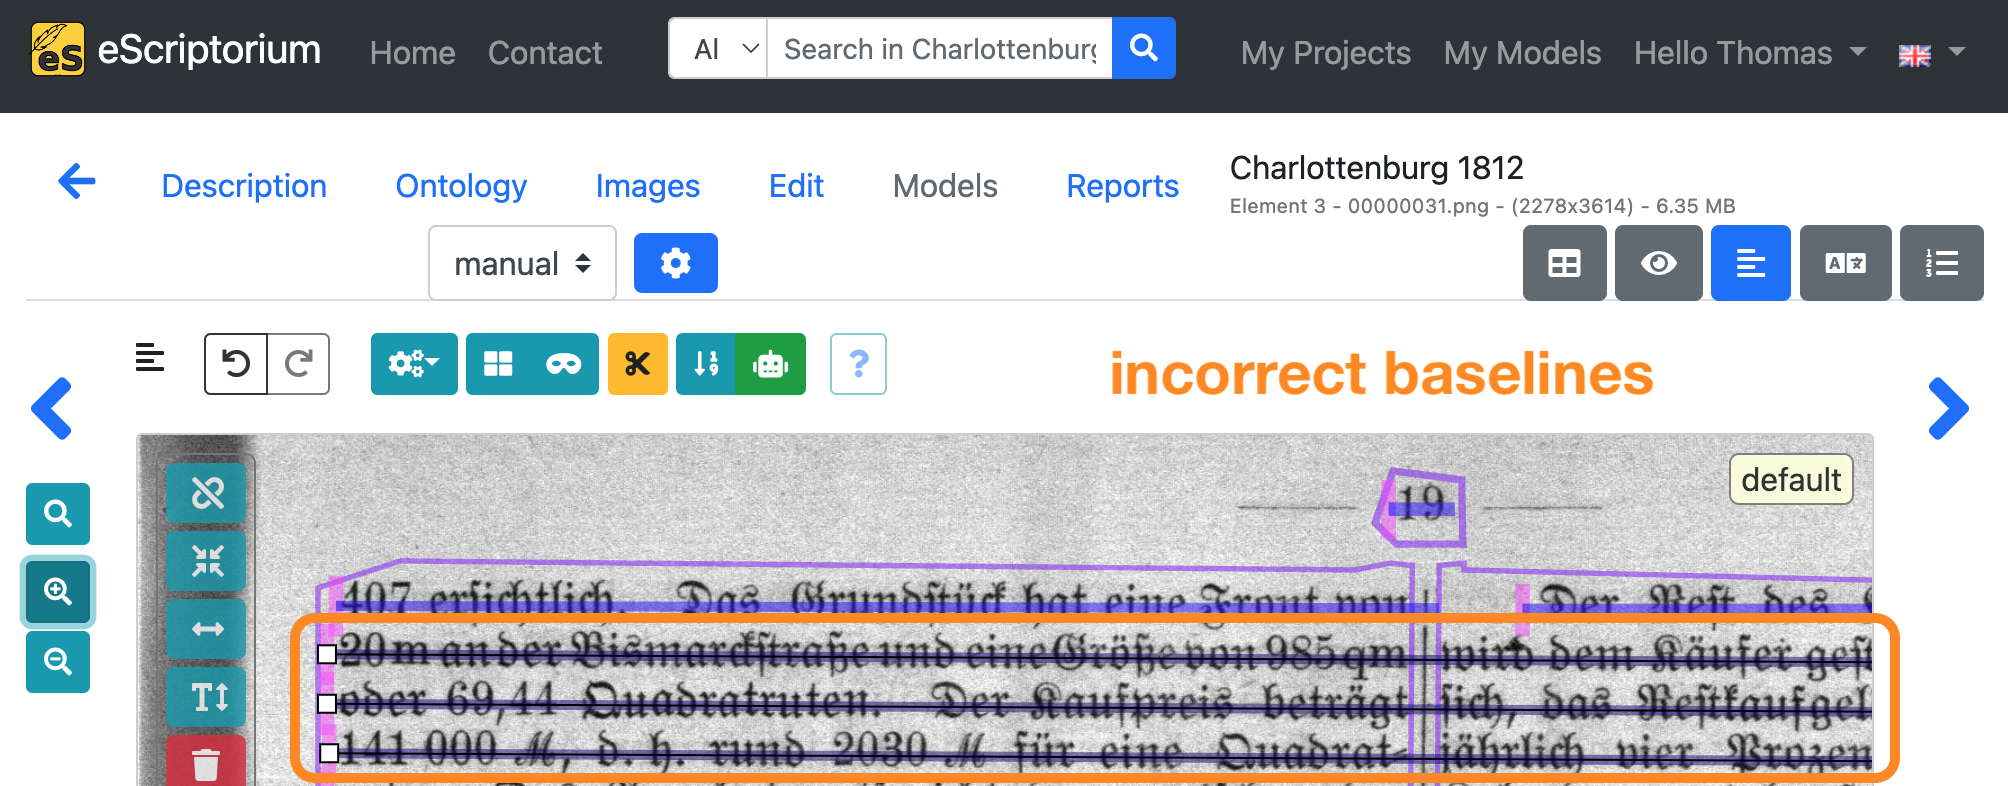 eScriptorium Home Contact Al Search in Charlottenburg My Projects My Models Hello Thomas
Description Ontology Images Edit Models Reports
Charlottenburg 1812
Element 3 - 00000031.png - (2278x3614) - 6.35 MB
manual
incorrect baselines
default
19
407 ersichtlich. Das Grundstück hat eine Front von
20 m an der Bismarckstraße und eine Größe von 985 qm
oder 69,44 Quadratruten. Der Kaufpreis beträgt
141 000 M, d. h. rund 2030 M für eine Quadrat-
Der Rest des
wird dem Käufer gest
sich, das Restkaufgel
jährlich vier Prozen